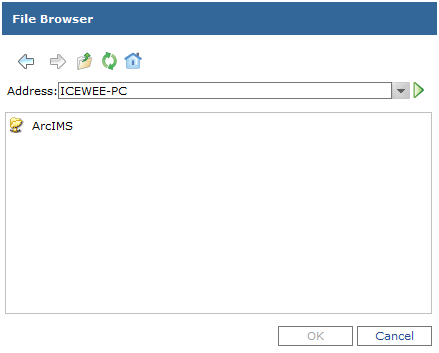 File Browser
Address: ICEWEE-PC
ArcIMS
OK Cancel